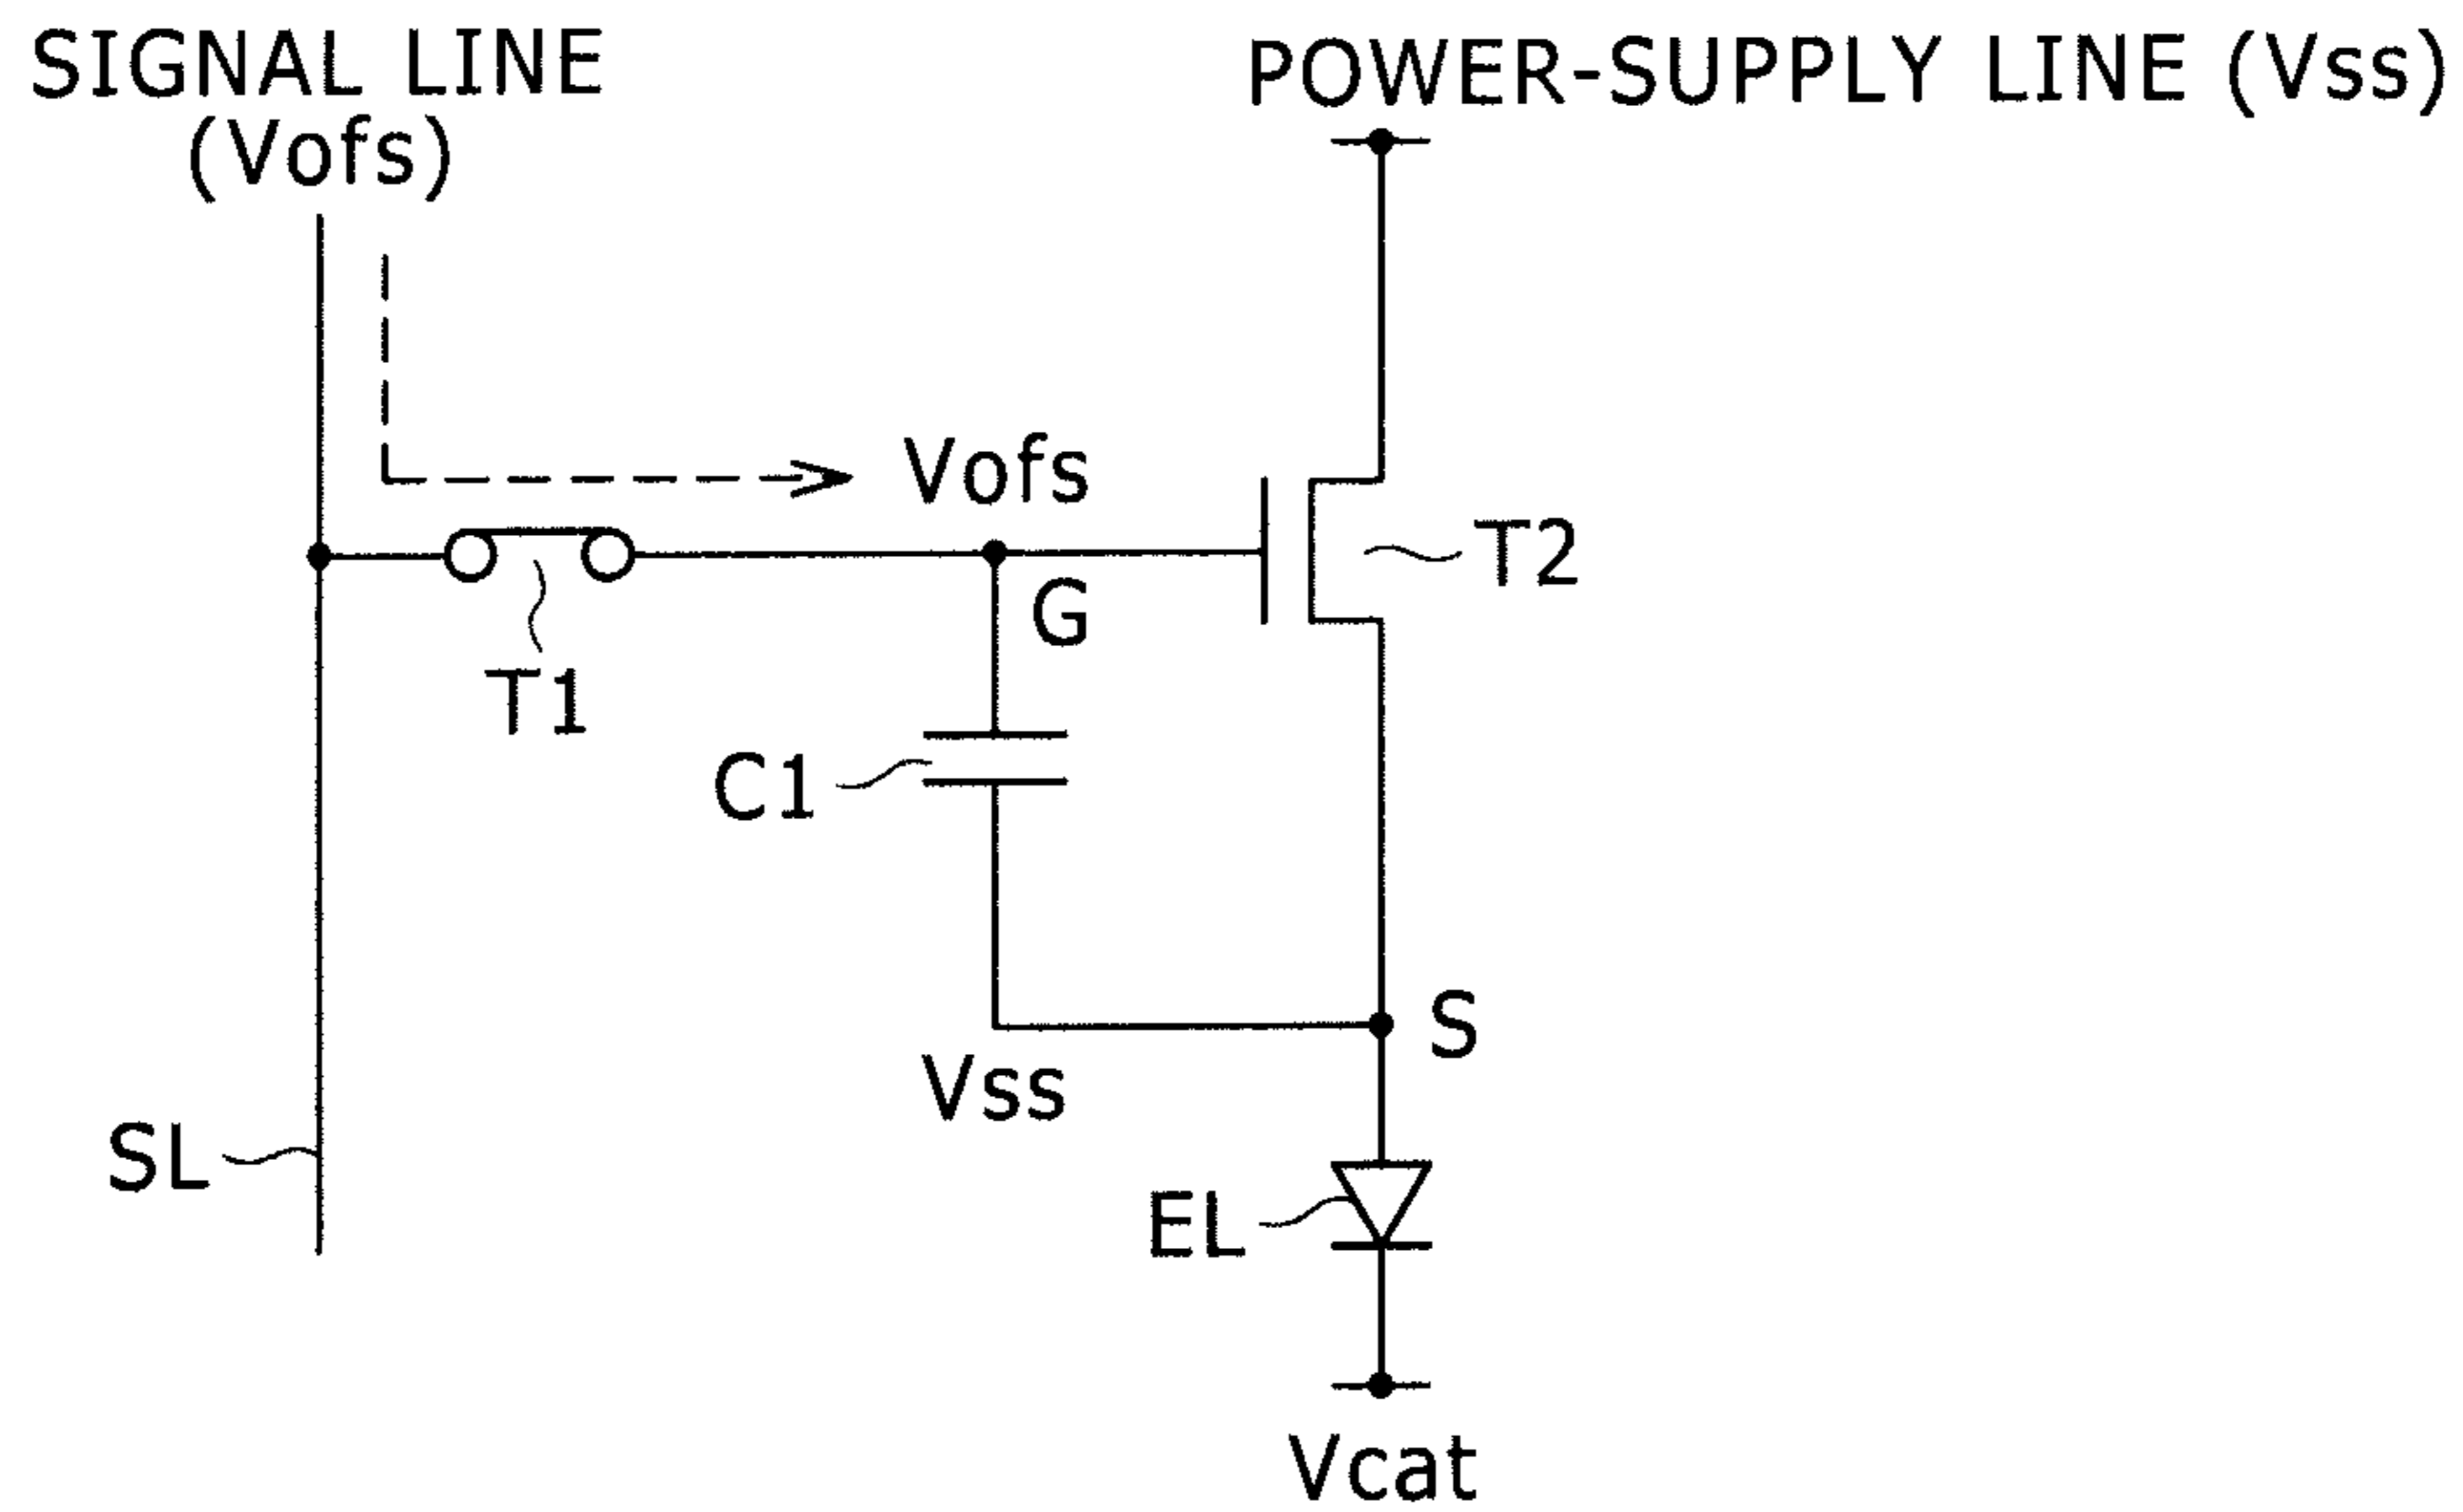 SIGNAL LINE
(Vofs)
POWER-SUPPLY LINE (Vss)
Vofs
T2
G
T1
C1
S
Vss
SL
EL
Vcat